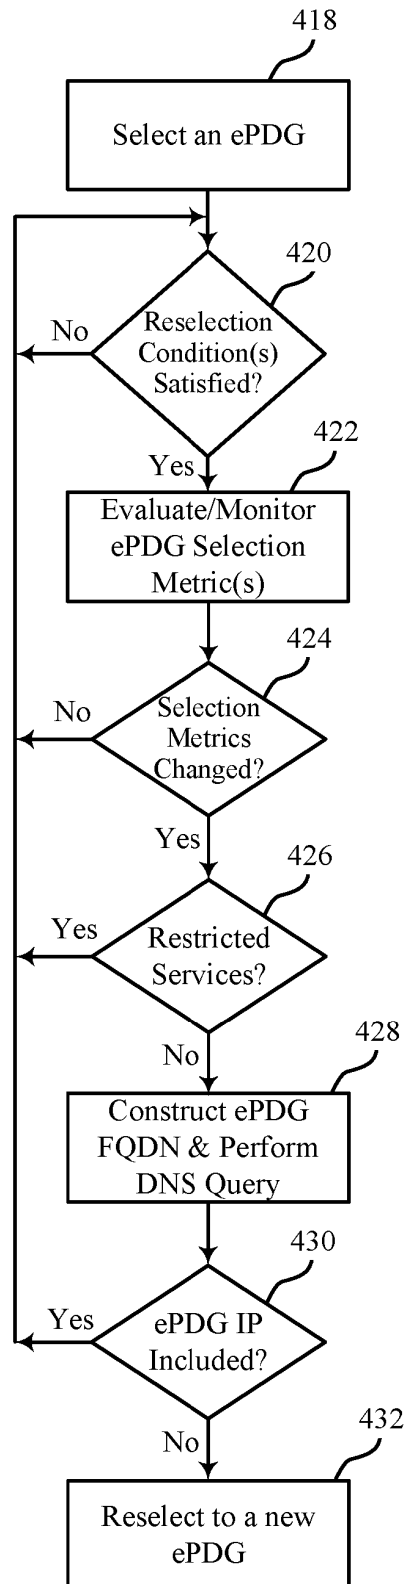 418
Select an ePDG
420
Reselection
Condition(s)
Satisfied?
No
Yes
422
Evaluate/Monitor
ePDG Selection
Metric(s)
424
Selection
Metrics
Changed?
No
Yes
426
Restricted
Services?
Yes
No
428
Construct ePDG
FQDN & Perform
DNS Query
430
ePDG IP
Included?
Yes
No
432
Reselect to a new
ePDG